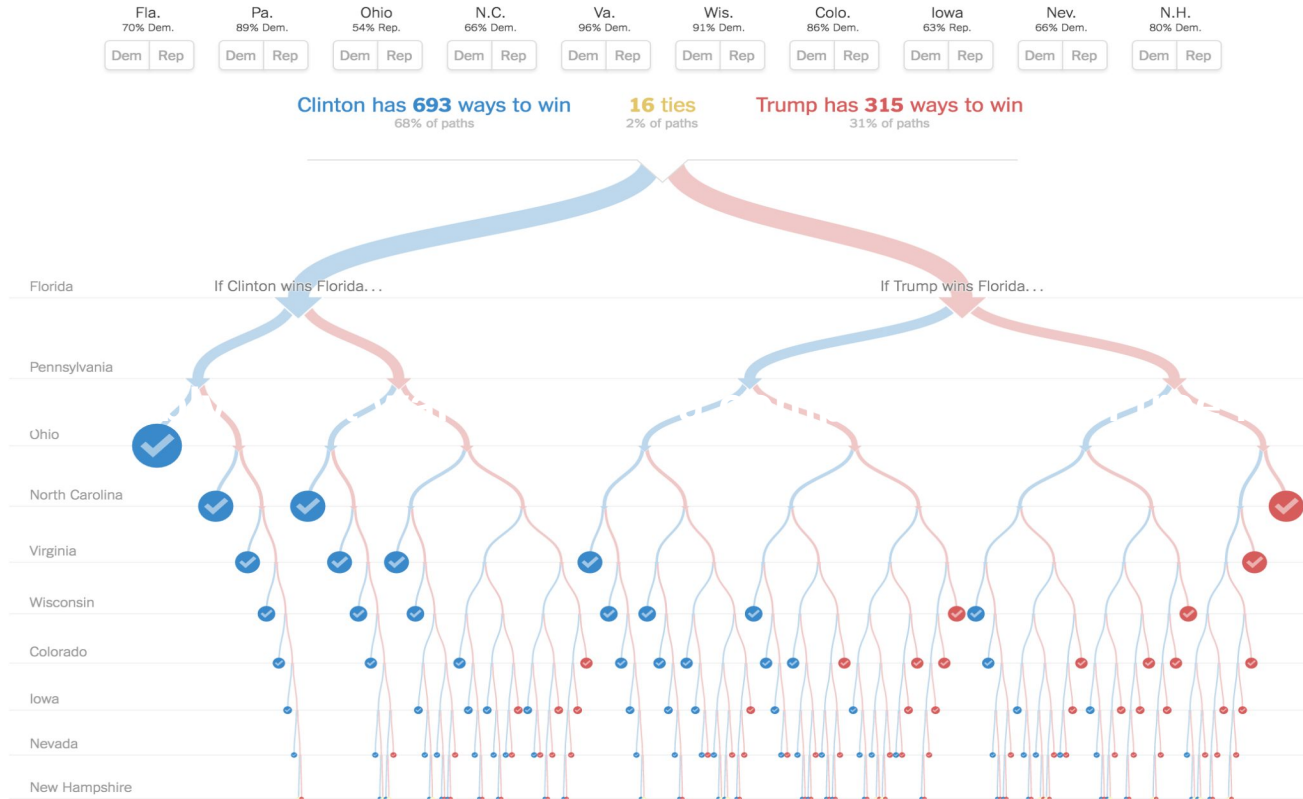 Fla. Pa. Ohio N.C. Va. Wis. Colo. Iowa Nev. N.H.
70% Dem. 89% Dem. 54% Rep. 66% Dem. 96% Dem. 91% Dem. 86% Dem. 63% Rep. 66% Dem. 80% Dem.
Dem Rep Dem Rep Dem Rep Dem Rep Dem Rep Dem Rep Dem Rep Dem Rep Dem Rep Dem Rep
Clinton has 693 ways to win 16 ties Trump has 315 ways to win
68% of paths 2% of paths 31% of paths
Florida If Clinton wins Florida... If Trump wins Florida...
Pennsylvania
Ohio
North Carolina
Virginia
Wisconsin
Colorado
Iowa
Nevada
New Hampshire